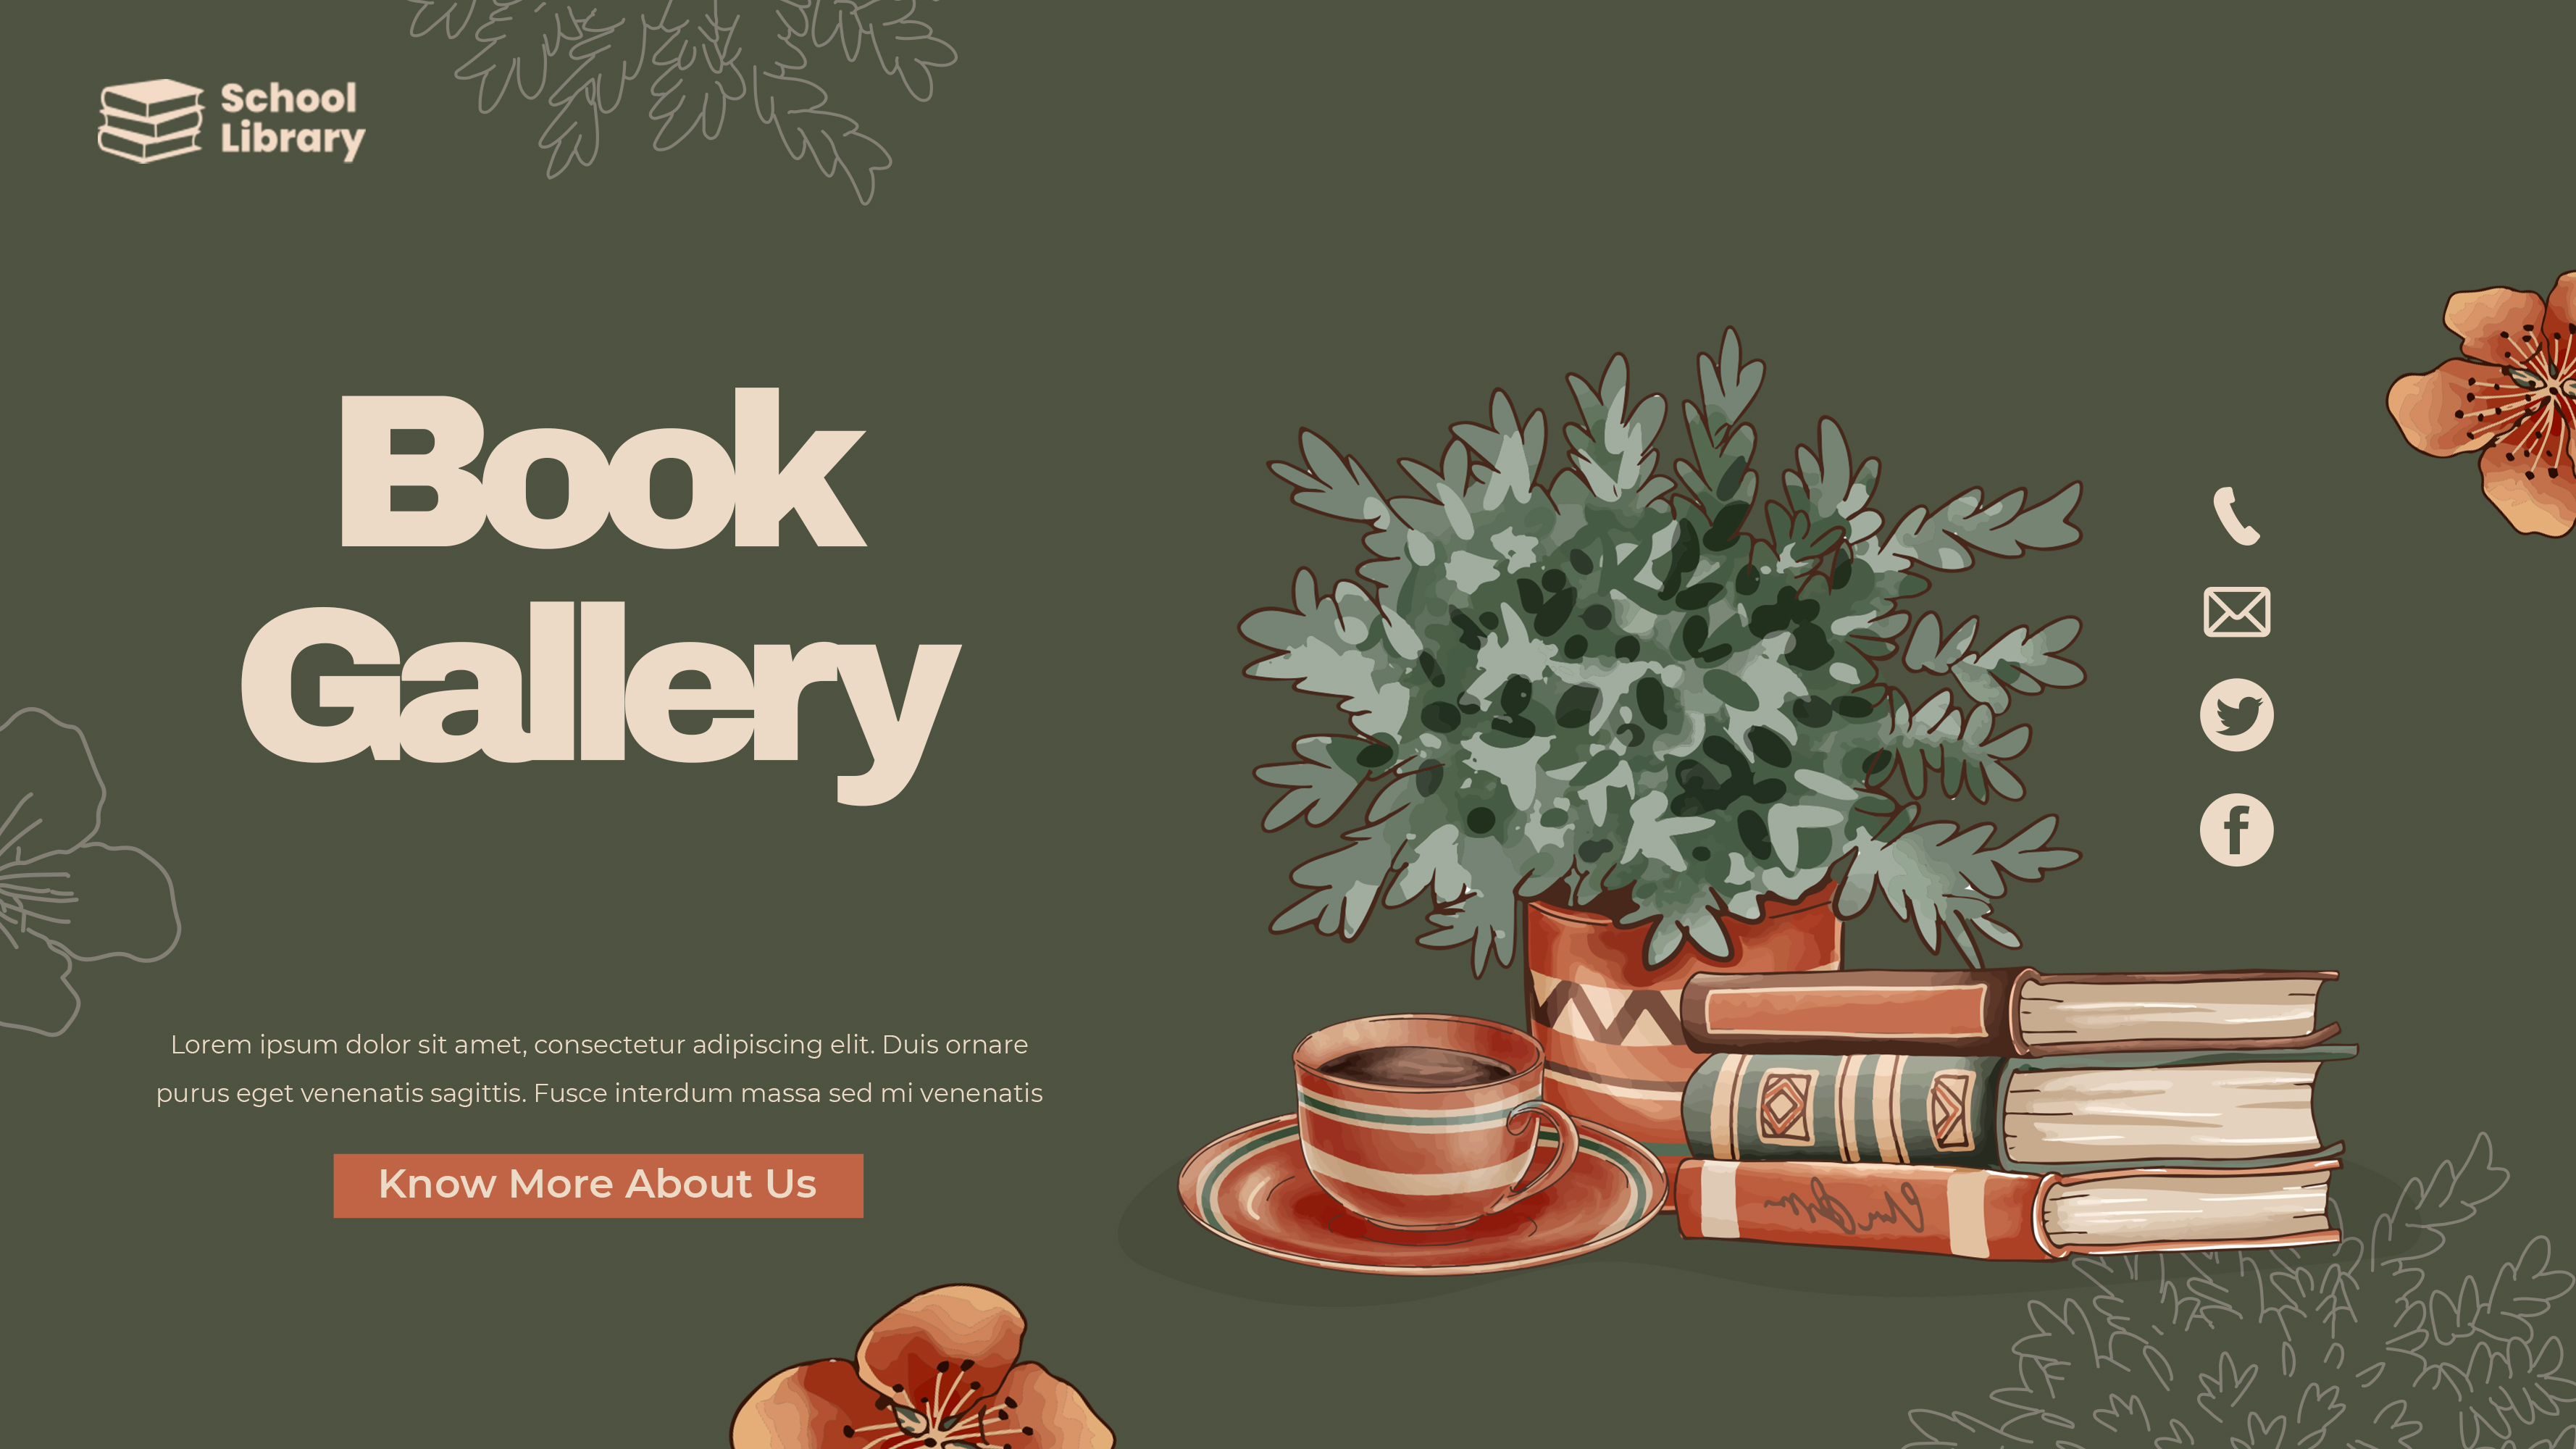 School
Library
Book
Gallery
Lorem ipsum dolor sit amet, consectetur adipiscing elit. Duis ornare
purus eget venenatis sagittis. Fusce interdum massa sed mi venenatis
Know More About Us